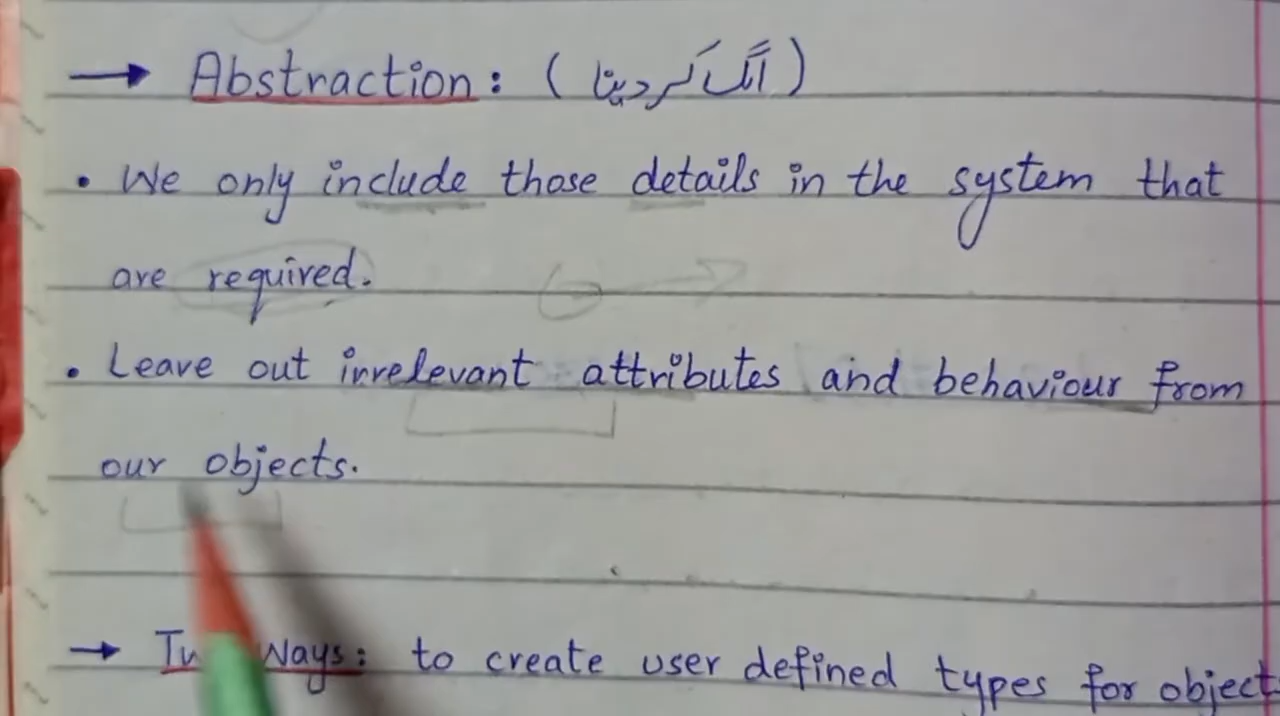 → Abstraction: (الگ کر دینا)
• We only include those details in the system that
are required.
• Leave out irrelevant attributes and behaviour from
our objects.
→ Ways: to create user defined types for object